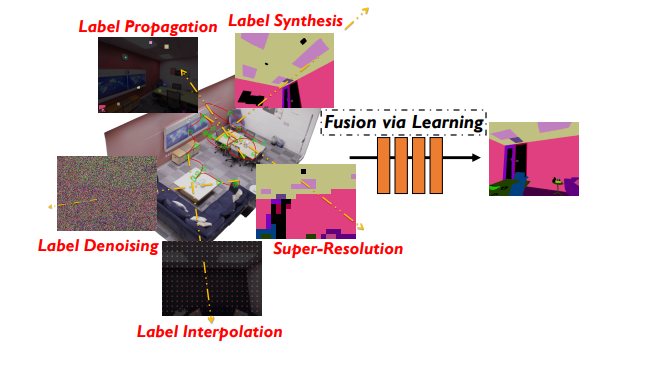 Label Propagation
Label Synthesis
Fusion via Learning
Label Denoising
Super-Resolution
Label Interpolation